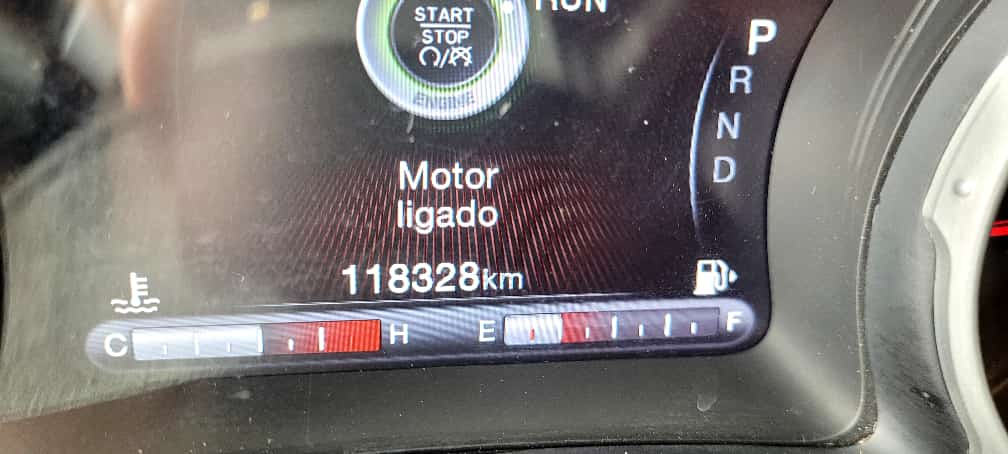 START
STOP
ENGINE
RUN
P
R
N
D
Motor
ligado
118328km
C H E F